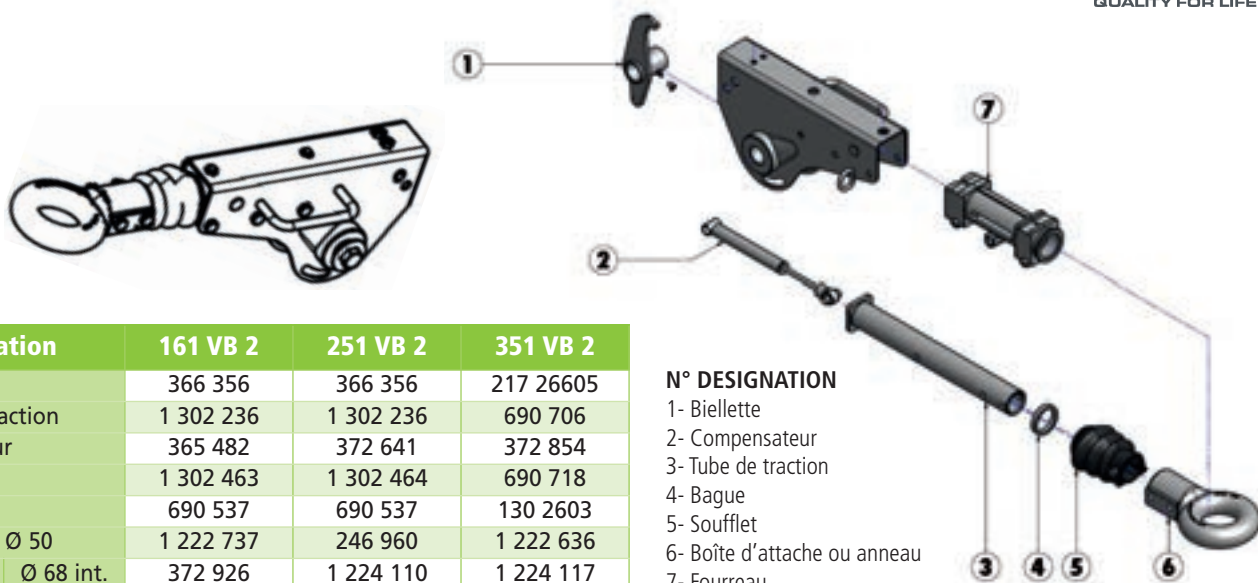 QUALITY FOR LIFE
1
7
2
ation 161 VB 2 251 VB 2 351 VB 2
366 356 366 356 217 26605
action 1 302 236 1 302 236 690 706
ur 365 482 372 641 372 854
1 302 463 1 302 464 690 718
690 537 690 537 130 2603
Ø 50 1 222 737 246 960 1 222 636
Ø 68 int. 372 926 1 224 110 1 224 117
N° DESIGNATION
1- Biellette
2- Compensateur
3- Tube de traction
4- Bague
5- Soufflet
6- Boîte d'attache ou anneau
7- Fourreau
3 4 5 6